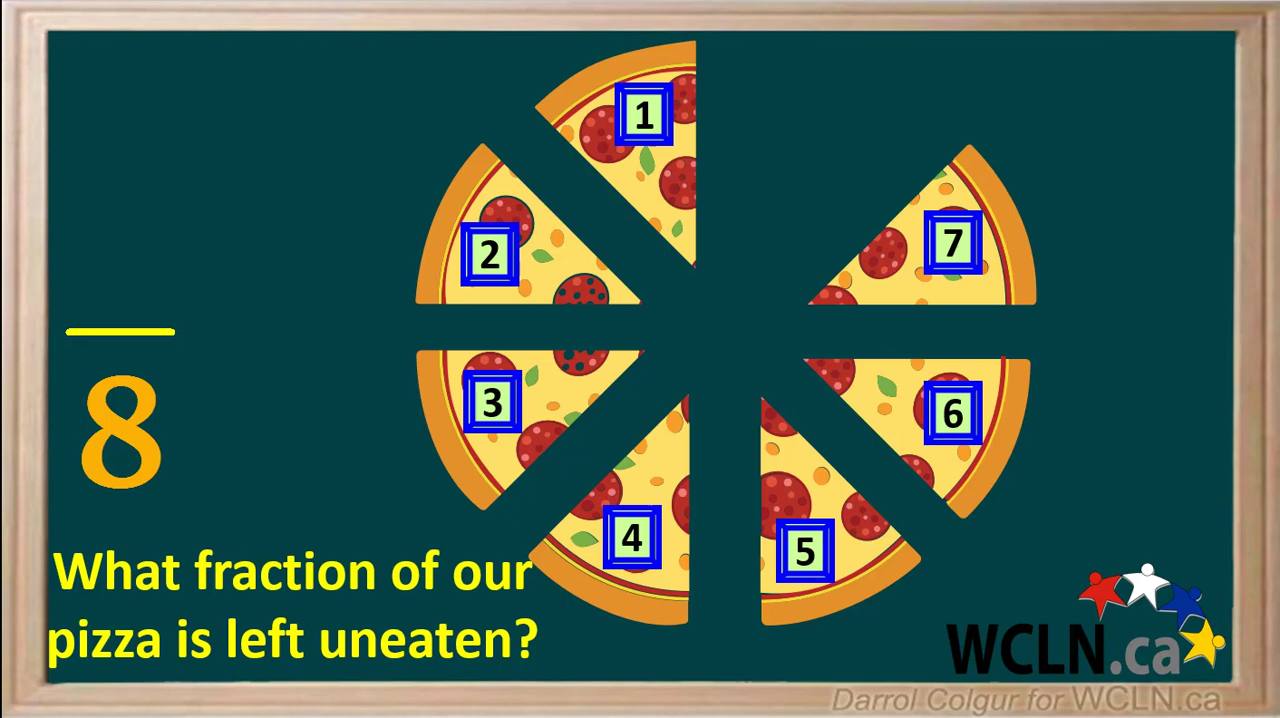 1
2
7
3
6
4
5
8
What fraction of our
pizza is left uneaten?
WCLN.ca
Darrol Colgur for WCLN.ca